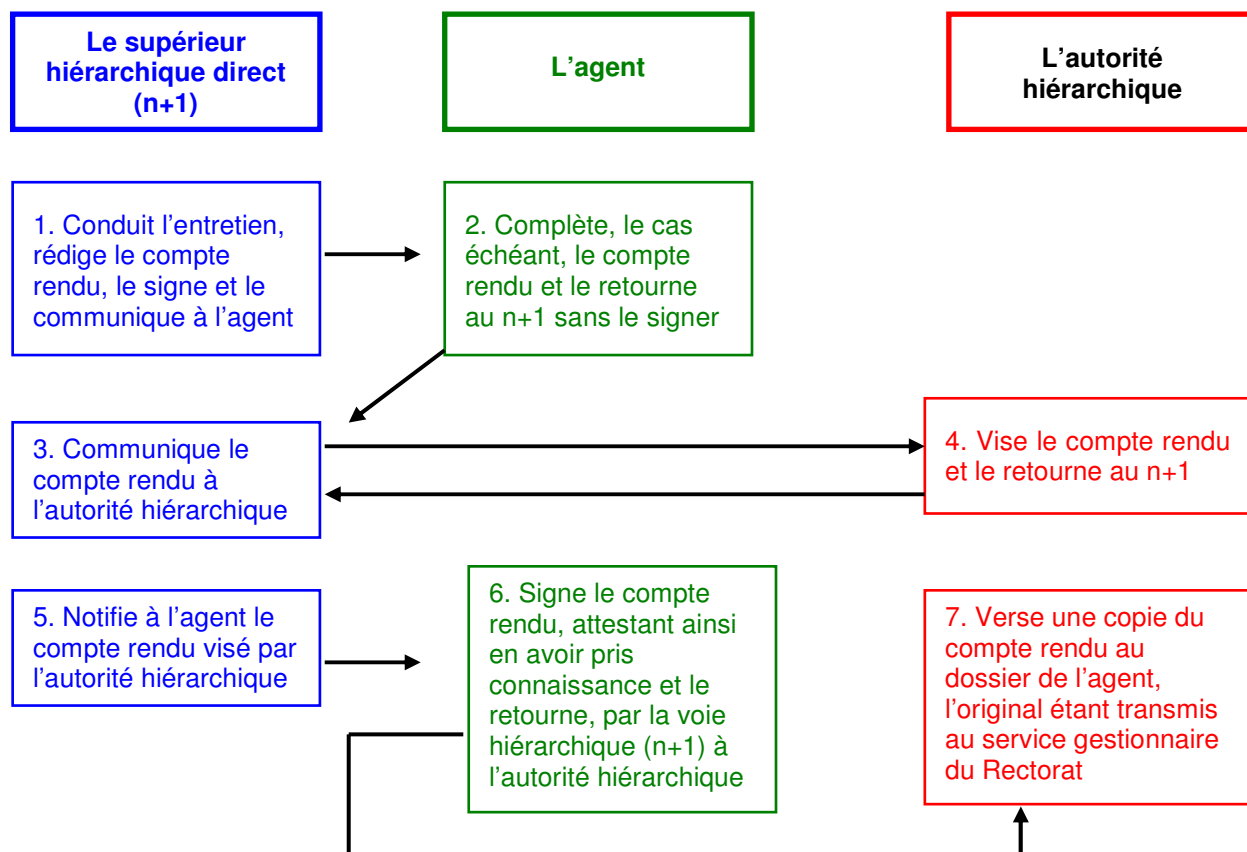 Le supérieur
hiérarchique direct
(n+1)
L’agent
L’autorité
hiérarchique
1. Conduit l’entretien,
rédige le compte
rendu, le signe et le
communique à l’agent
2. Complète, le cas
échéant, le compte
rendu et le retourne
au n+1 sans le signer
3. Communique le
compte rendu à
l’autorité hiérarchique
4. Vise le compte rendu
et le retourne au n+1
5. Notifie à l’agent le
compte rendu visé par
l’autorité hiérarchique
6. Signe le compte
rendu, attestant ainsi
en avoir pris
connaissance et le
retourne, par la voie
hiérarchique (n+1) à
l’autorité hiérarchique
7. Verse une copie du
compte rendu au
dossier de l’agent,
l’original étant transmis
au service gestionnaire
du Rectorat